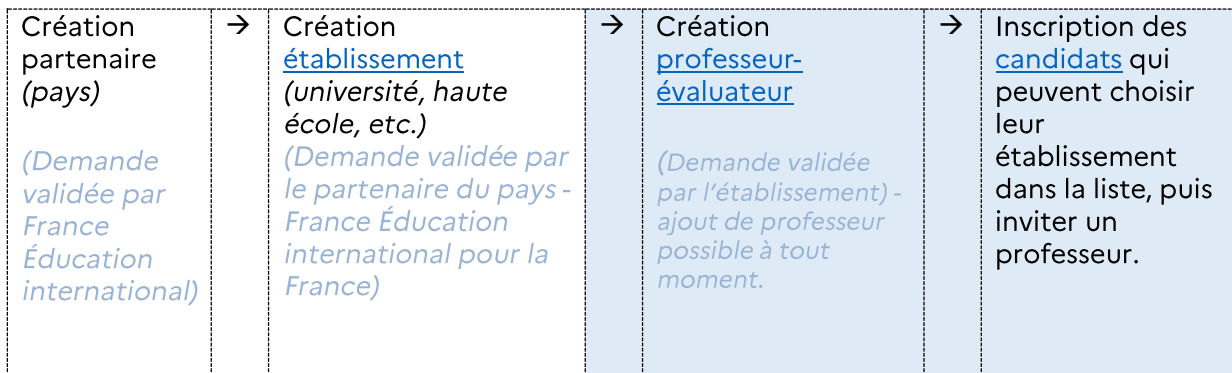 Création
partenaire
(pays)
(Demande
validée par
France
Éducation
international)
→
Création
établissement
(université, haute
école, etc.)
(Demande validée par
le partenaire du pays -
France Éducation
international pour la
France)
→
Création
professeur-
évaluateur
(Demande validée
par l’établissement) -
ajout de professeur
possible à tout
moment.
→
Inscription des
candidats qui
peuvent choisir
leur
établissement
dans la liste, puis
inviter un
professeur.